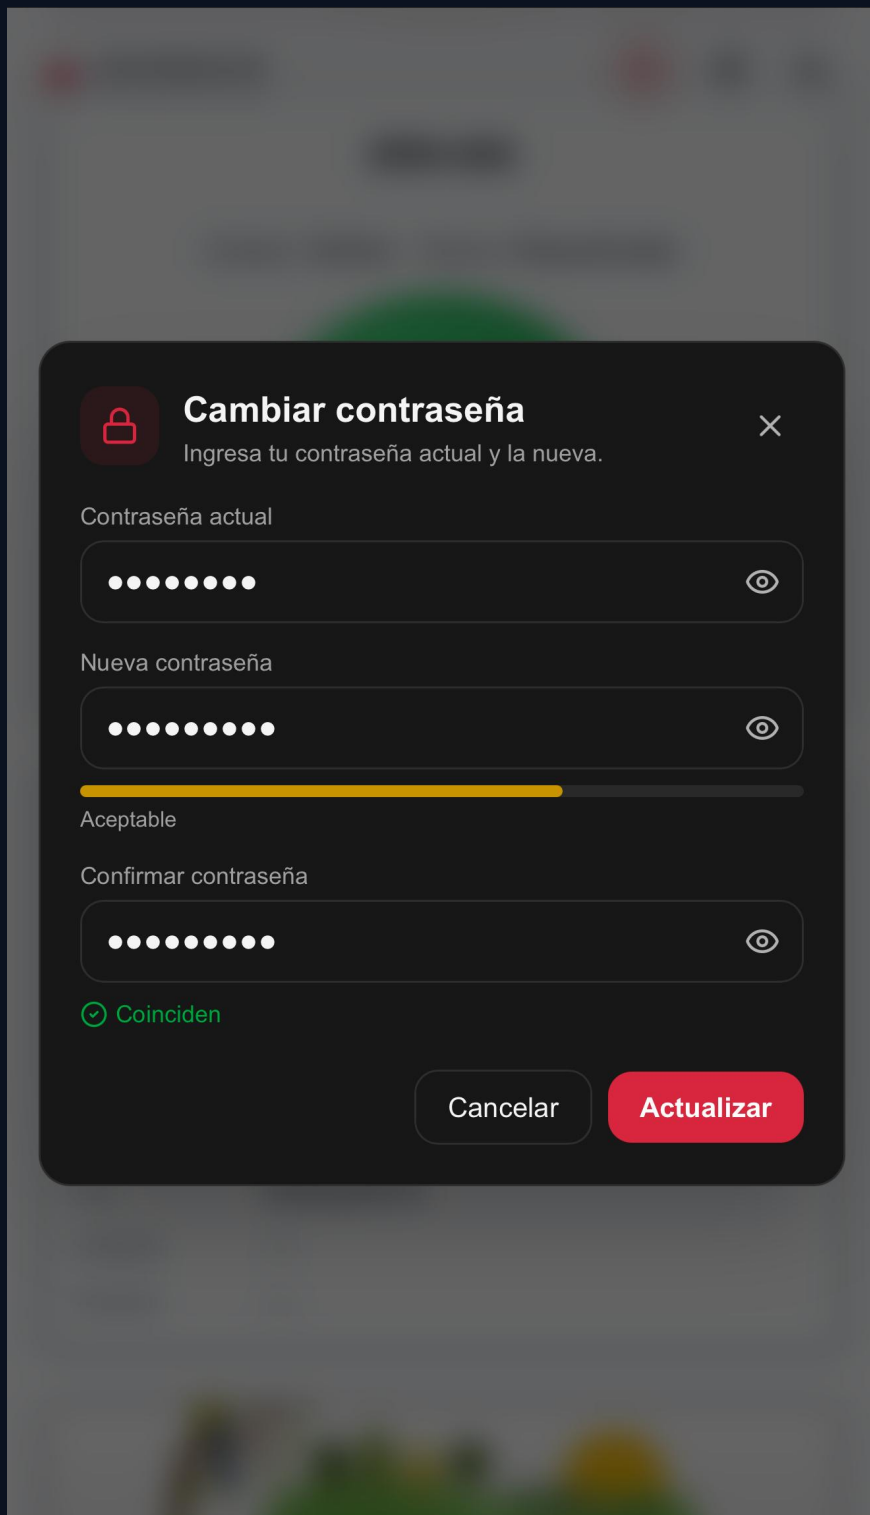 Cambiar contraseña
Ingresa tu contraseña actual y la nueva.
Contraseña actual
••••••••
Nueva contraseña
•••••••••
Aceptable
Confirmar contraseña
•••••••••
Coinciden
Cancelar
Actualizar